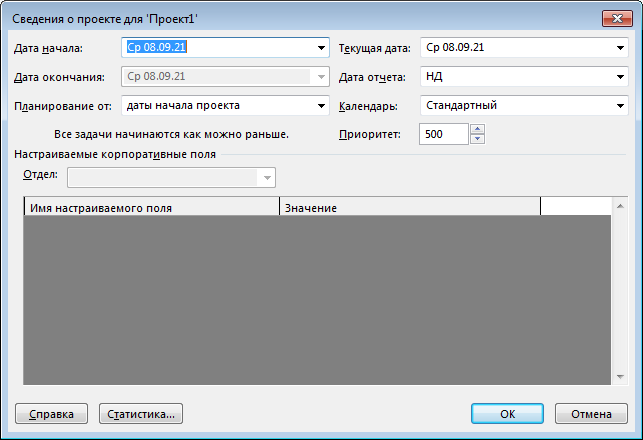 Сведения о проекте для 'Проект1'
Дата начала: Ср 08.09.21 Текущая дата: Ср 08.09.21
Дата окончания: Ср 08.09.21 Дата отчета: НД
Планирование от: даты начала проекта Календарь: Стандартный
Все задачи начинаются как можно раньше. Приоритет: 500
Настраиваемые корпоративные поля
Отдел:
Имя настраиваемого поля Значение
Справка Статистика... ОК Отмена